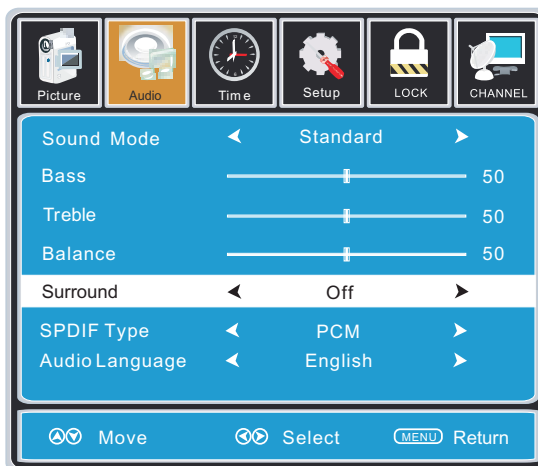 Picture Audio Time Setup LOCK CHANNEL
Sound Mode Standard
Bass 50
Treble 50
Balance 50
Surround Off
SPDIF Type PCM
Audio Language English
Move Select MENU Return